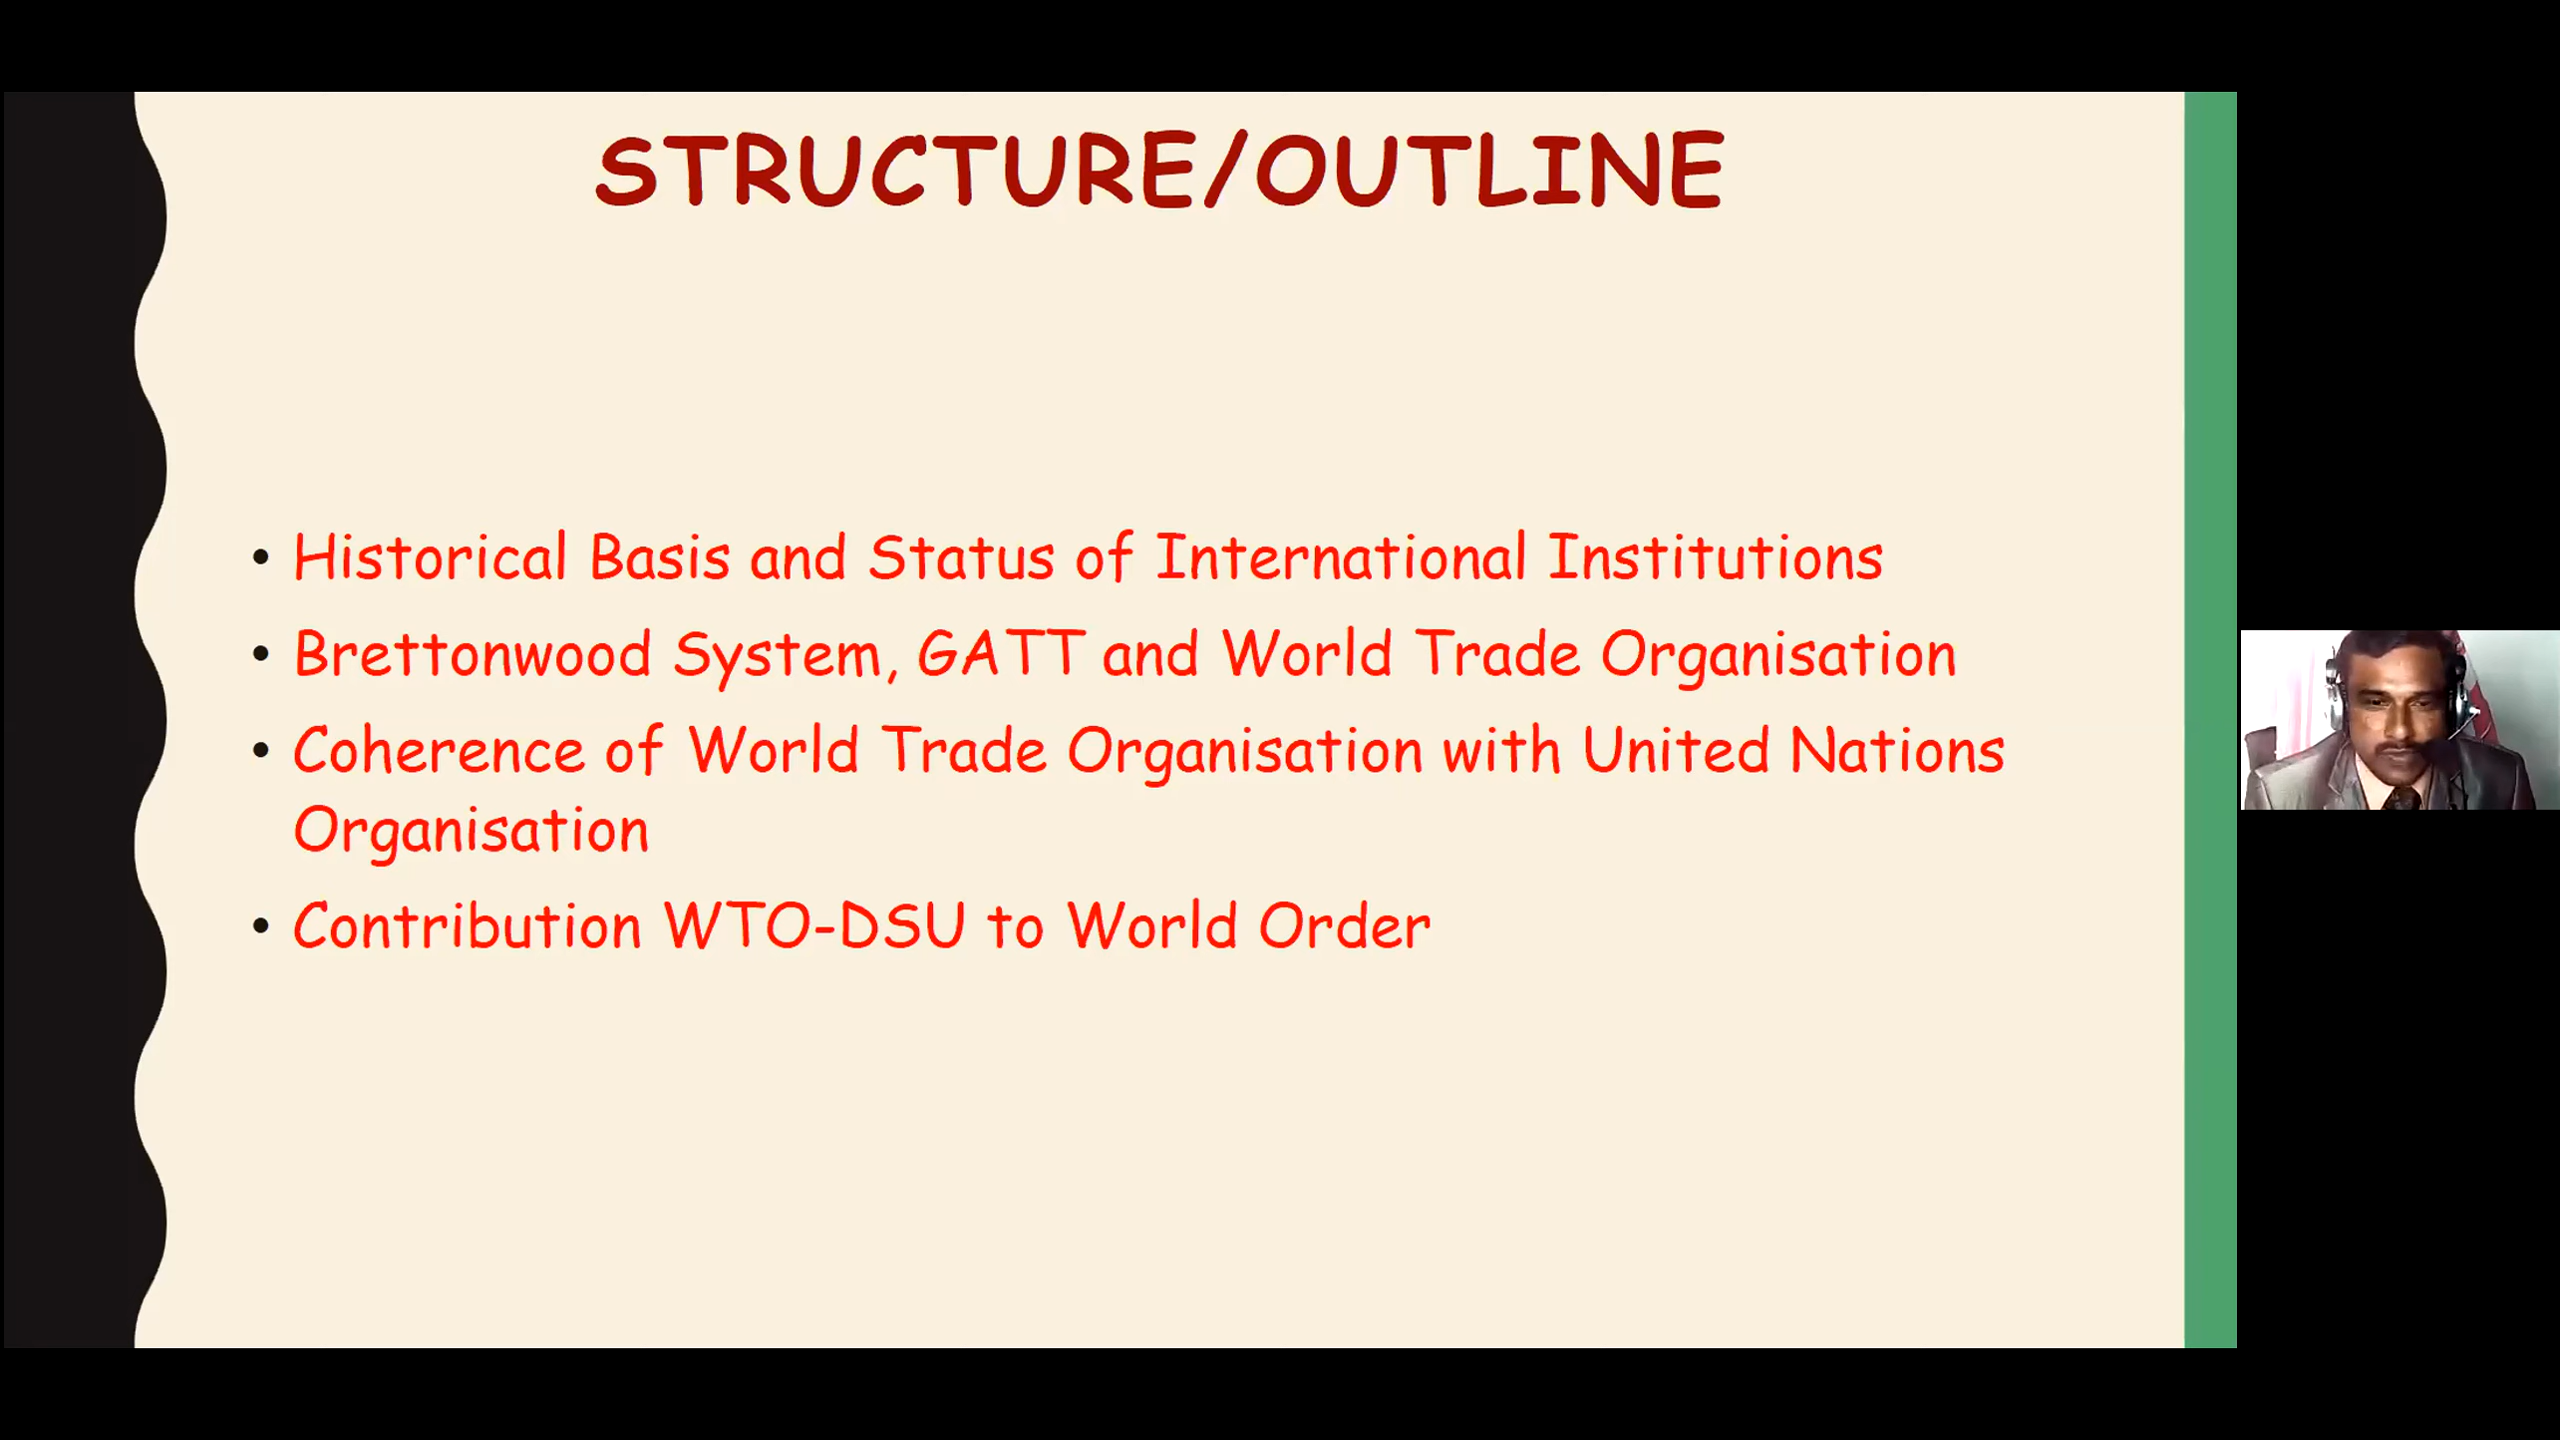 STRUCTURE/OUTLINE
• Historical Basis and Status of International Institutions
• Brettonwood System, GATT and World Trade Organisation
• Coherence of World Trade Organisation with United Nations
Organisation
• Contribution WTO-DSU to World Order